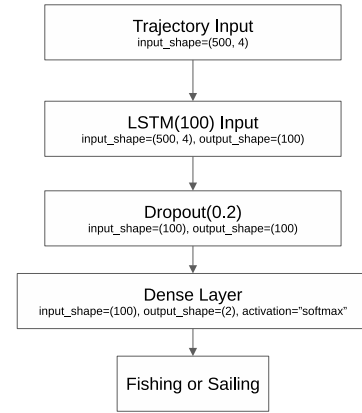 Trajectory Input
input_shape=(500, 4)
LSTM(100) Input
input_shape=(500, 4), output_shape=(100)
Dropout(0.2)
input_shape=(100), output_shape=(100)
Dense Layer
input_shape=(100), output_shape=(2), activation="softmax"
Fishing or Sailing